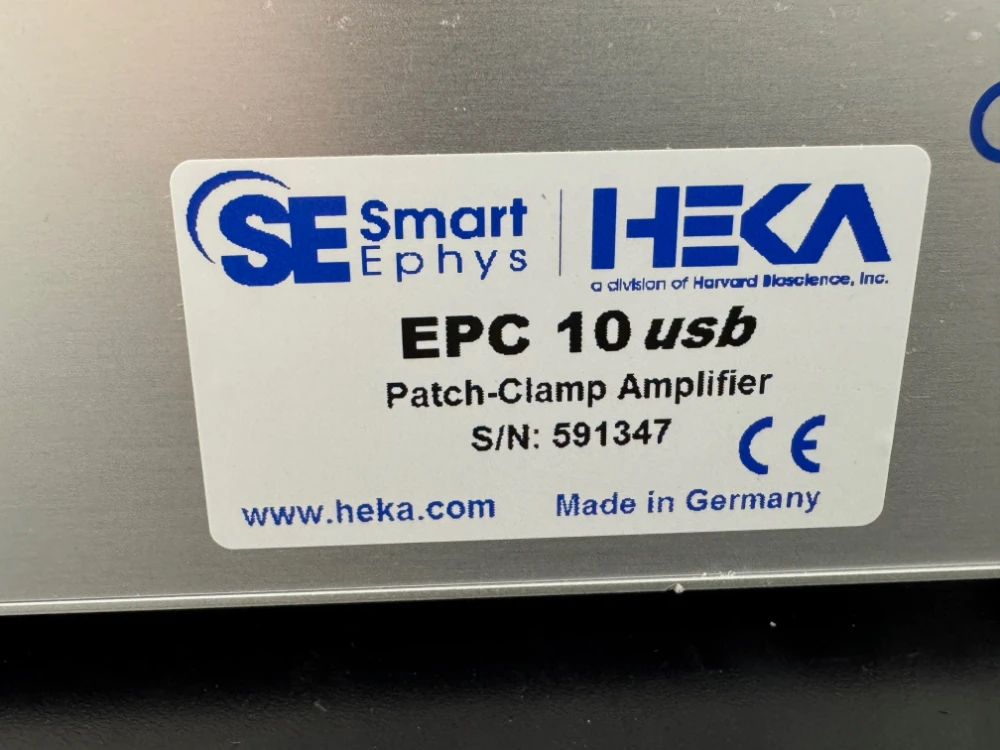 SE Smart Ephys | HEKA
a division of Harvard Bioscience, Inc.
EPC 10 usb
Patch-Clamp Amplifier
S/N: 591347
CE
www.heka.com Made in Germany